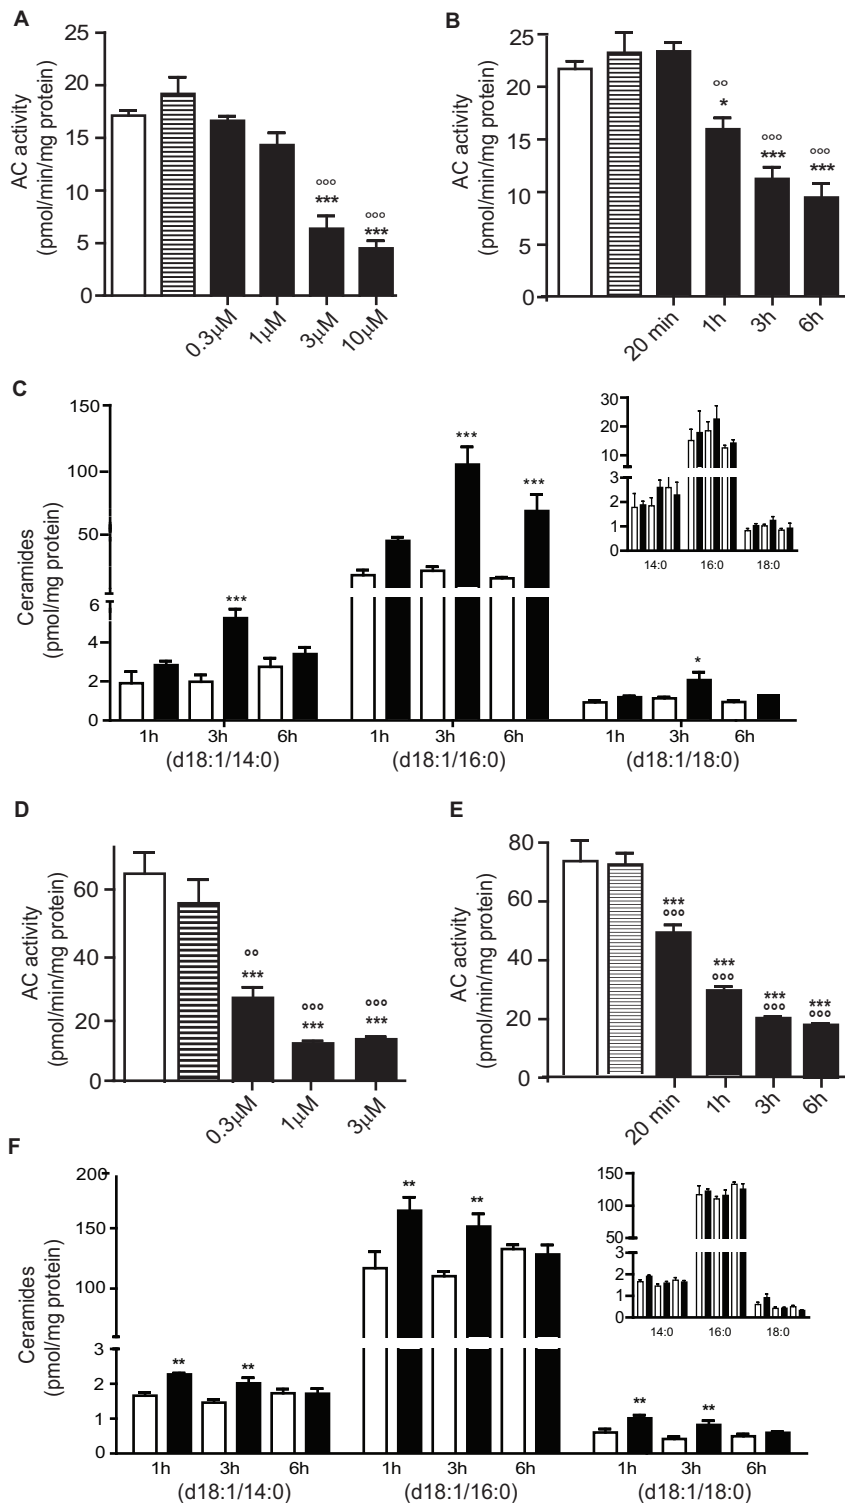 A
AC activity
(pmol/min/mg protein)
25
20
15
10
5
0
°°°
***
°°°
***
0.3µM
1µM
3µM
10µM
B
AC activity
(pmol/min/mg protein)
25
20
15
10
5
0
°°
*
°°°
***
°°°
***
20 min
1h
3h
6h
C
Ceramides
(pmol/mg protein)
150
100
50
6
4
2
0
***
***
***
*
1h
3h
6h
1h
3h
6h
1h
3h
6h
(d18:1/14:0)
(d18:1/16:0)
(d18:1/18:0)
30
20
10
3
2
1
0
14:0
16:0
18:0
D
AC activity
(pmol/min/mg protein)
60
40
20
0
°°
***
°°°
***
°°°
***
0.3µM
1µM
3µM
E
AC activity
(pmol/min/mg protein)
80
60
40
20
0
***
°°°
***
°°°
***
°°°
***
°°°
20 min
1h
3h
6h
F
Ceramides
(pmol/mg protein)
200
150
100
3
2
1
0
**
**
**
**
**
**
1h
3h
6h
1h
3h
6h
1h
3h
6h
(d18:1/14:0)
(d18:1/16:0)
(d18:1/18:0)
150
100
50
3
2
1
0
14:0
16:0
18:0